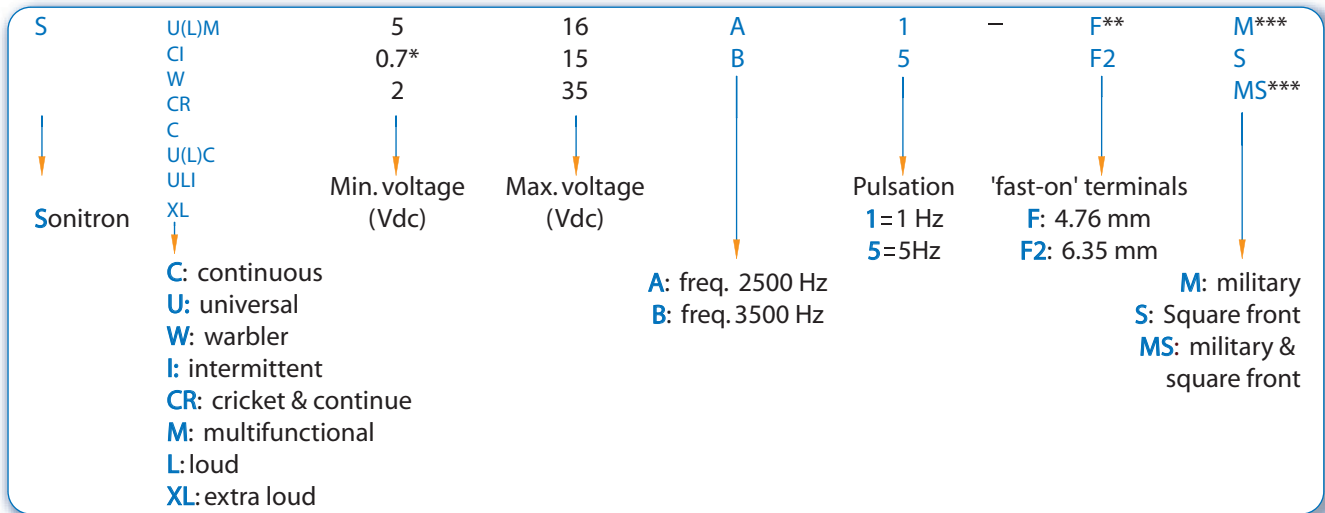 S U(L)M 5 16 A 1 – F** M***
CI 0.7* 15 B 5 F2 S
W 2 35 MS***
CR
C
U(L)C
ULI Min. voltage Max. voltage Pulsation 'fast-on' terminals
XL (Vdc) (Vdc) 1=1 Hz F: 4.76 mm
Sonitron 5=5Hz F2: 6.35 mm
C: continuous A: freq. 2500 Hz M: military
U: universal B: freq. 3500 Hz S: Square front
W: warbler MS: military &
I: intermittent square front
CR: cricket & continue
M: multifunctional
L: loud
XL: extra loud